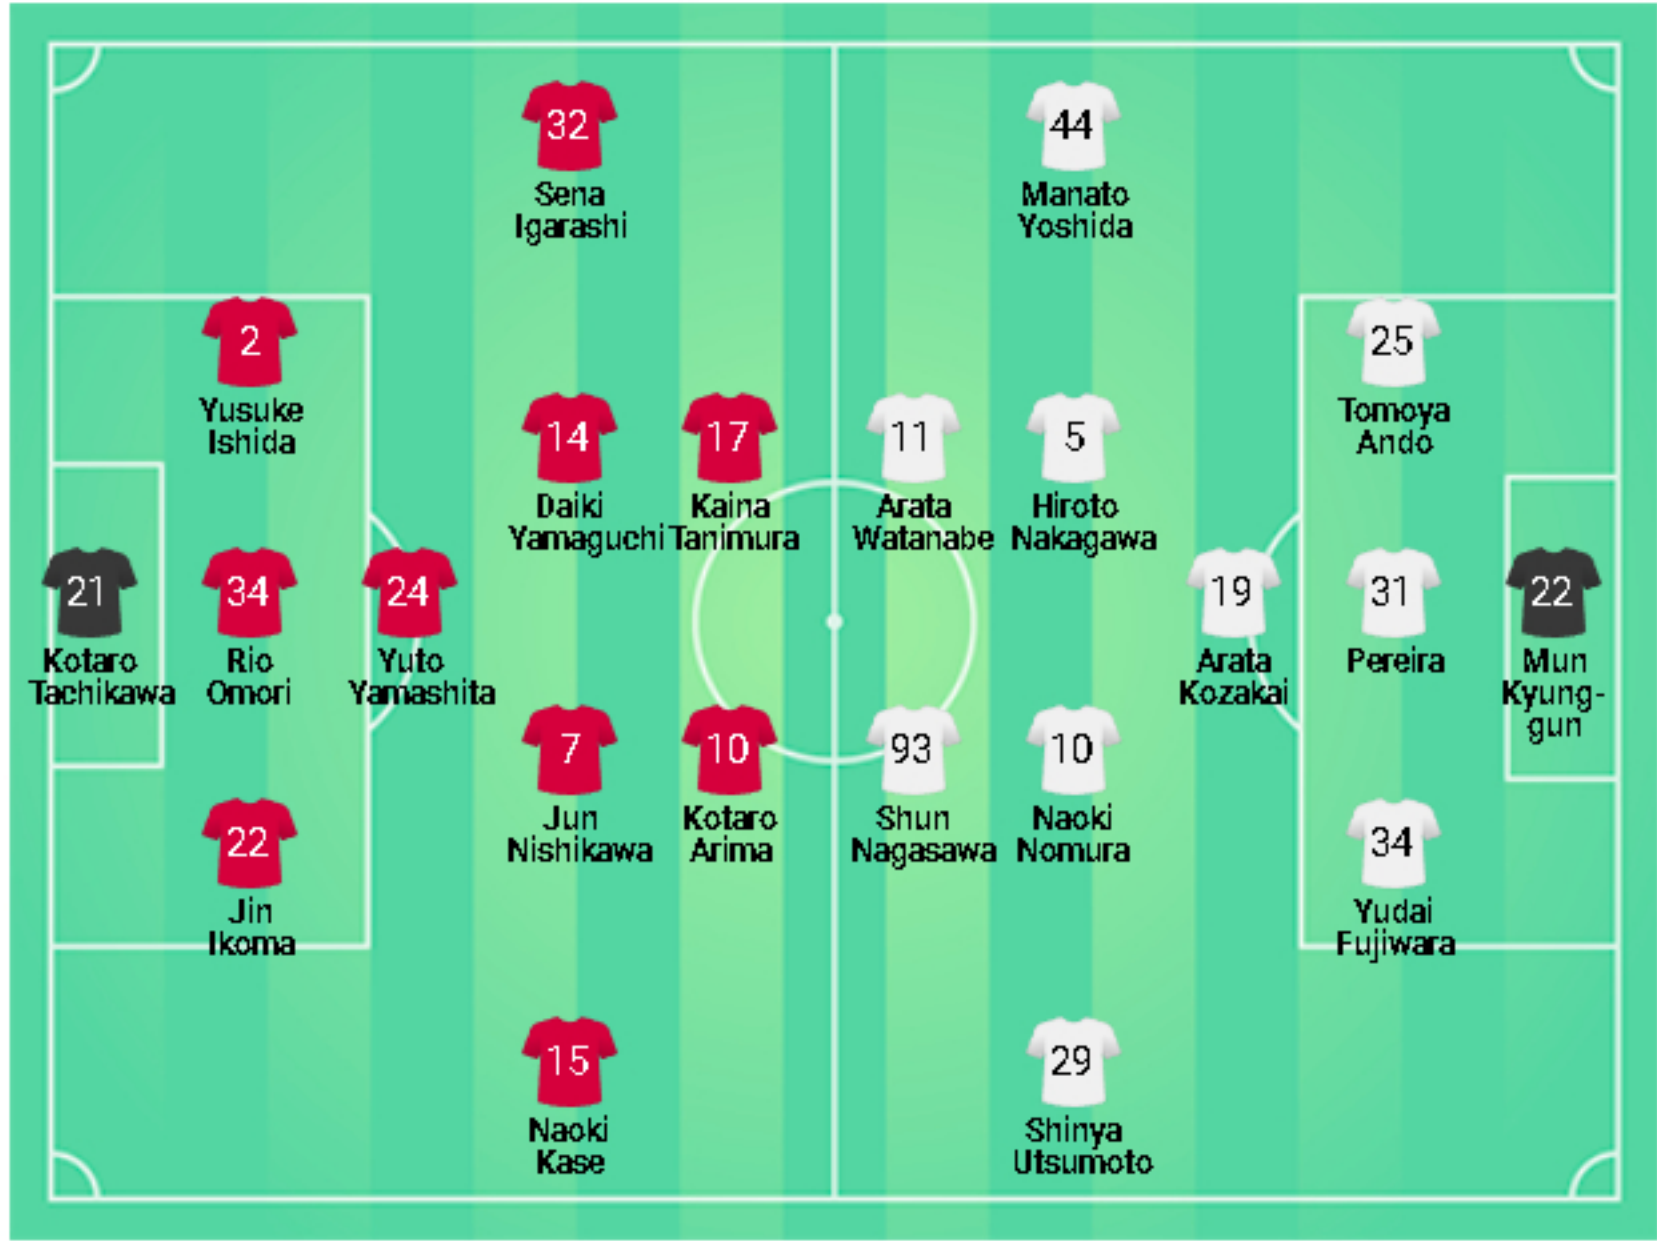 32
Sena
Igarashi
44
Manato
Yoshida
2
Yusuke
Ishida
25
Tomoya
Ando
14
Daiki
Yamaguchi
17
Kaina
Tanimura
11
Arata
Watanabe
5
Hiroto
Nakagawa
21
Kotaro
Tachikawa
34
Rio
Omori
24
Yuto
Yamashita
19
Arata
Kozakai
31
Pereira
22
Mun
Kyung-
gun
7
Jun
Nishikawa
10
Kotaro
Arima
93
Shun
Nagasawa
10
Naoki
Nomura
22
Jin
Ikoma
34
Yudai
Fujiwara
15
Naoki
Kase
29
Shinya
Utsumoto